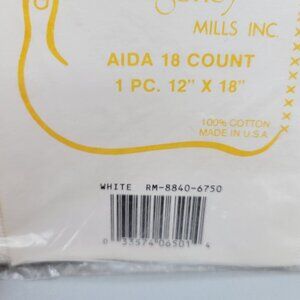 MILLS INC.
AIDA 18 COUNT
1 PC. 12" X 18"
100% COTTON
MADE IN U.S.A.
WHITE RM-8840-6750
0 33574 06501 4